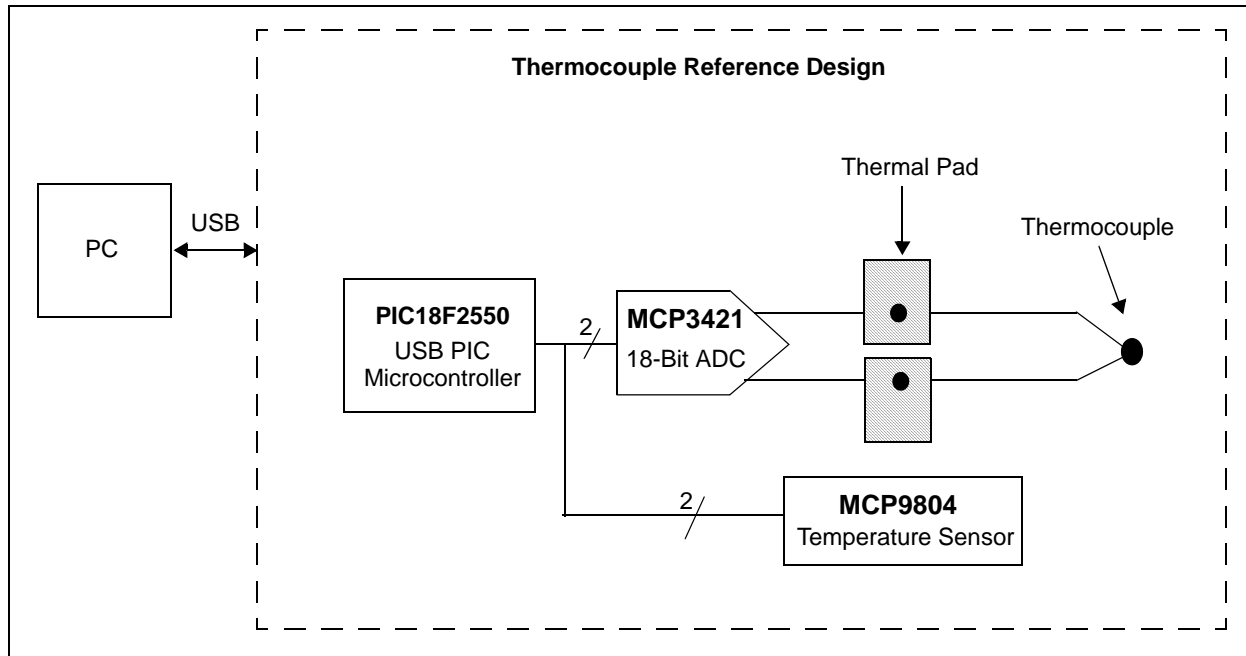 Thermocouple Reference Design
Thermal Pad
Thermocouple
USB
PC
PIC18F2550
USB PIC
Microcontroller
2
MCP3421
18-Bit ADC
2
MCP9804
Temperature Sensor